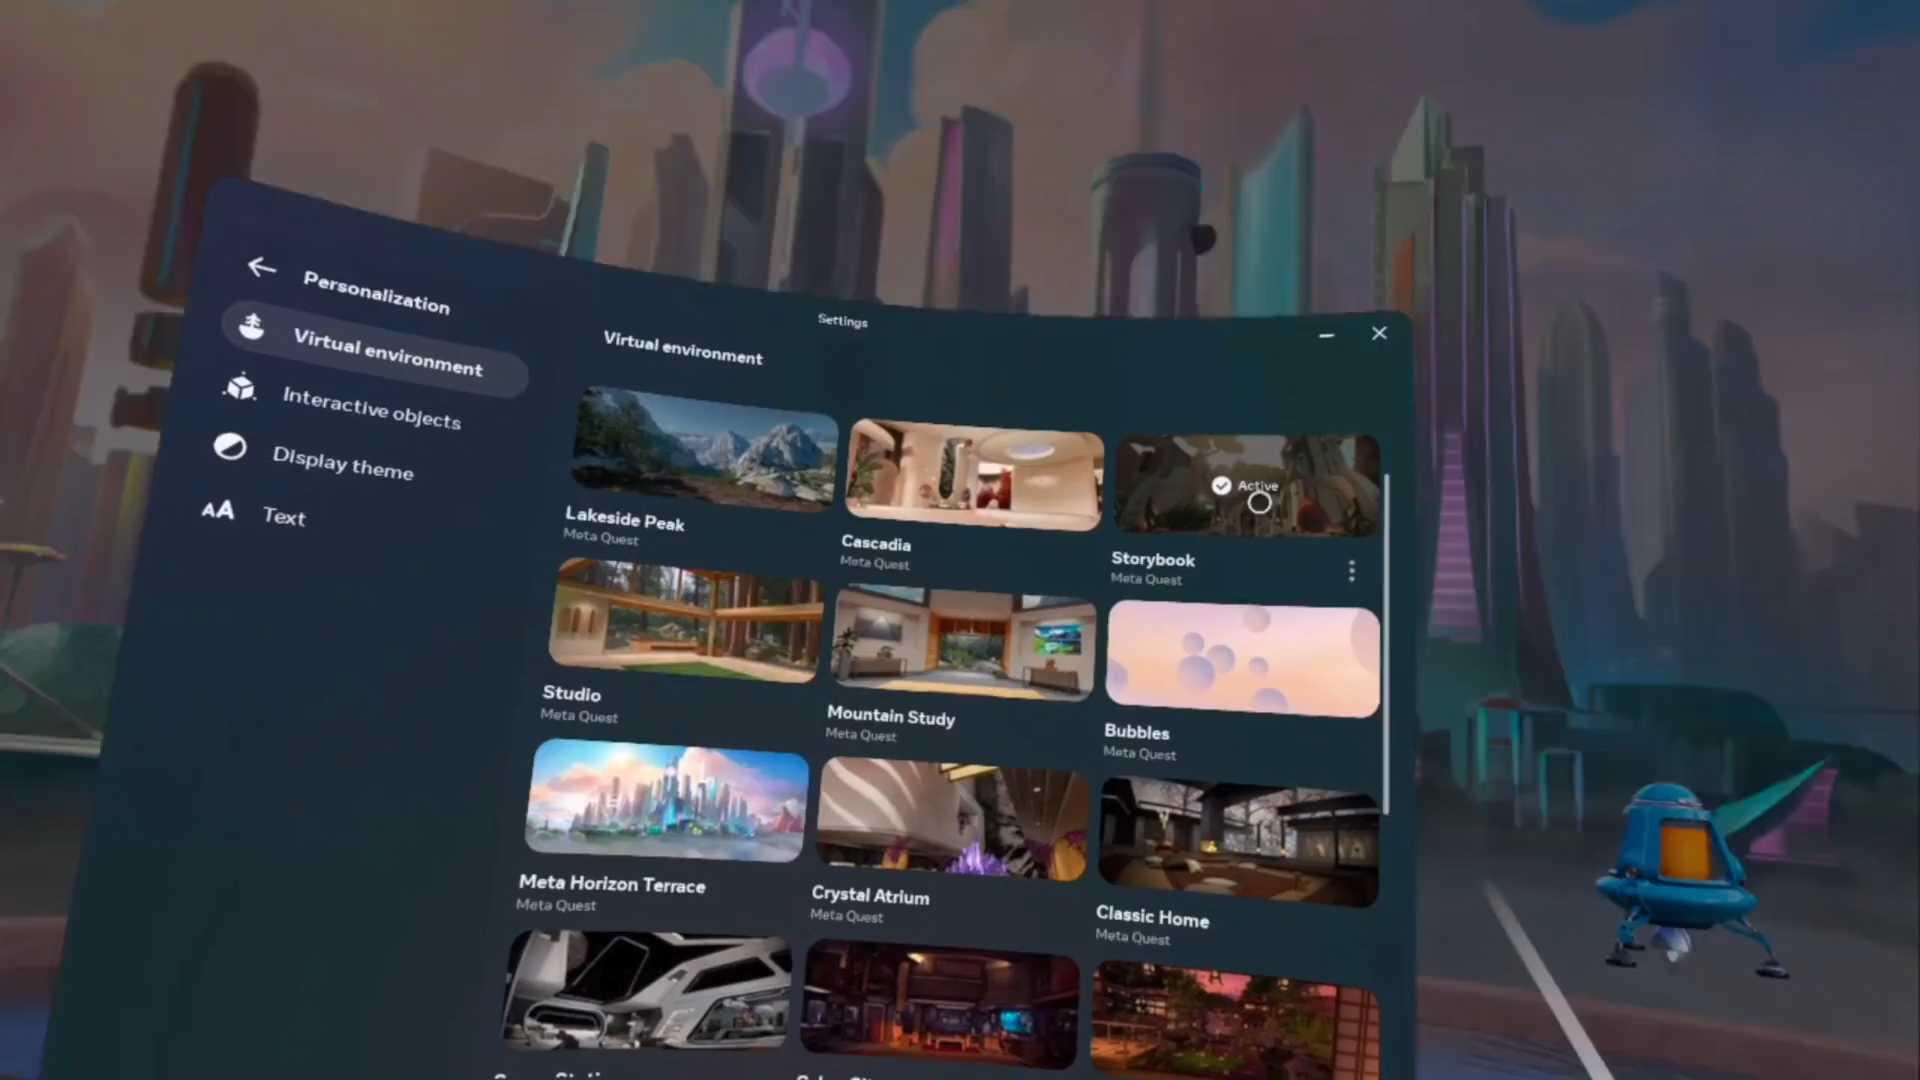 Personalization
Virtual environment
Interactive objects
Display theme
Text
Settings
Virtual environment
Lakeside Peak
Meta Quest
Cascadia
Meta Quest
Active
Storybook
Meta Quest
Studio
Meta Quest
Mountain Study
Meta Quest
Bubbles
Meta Quest
Meta Horizon Terrace
Meta Quest
Crystal Atrium
Meta Quest
Classic Home
Meta Quest